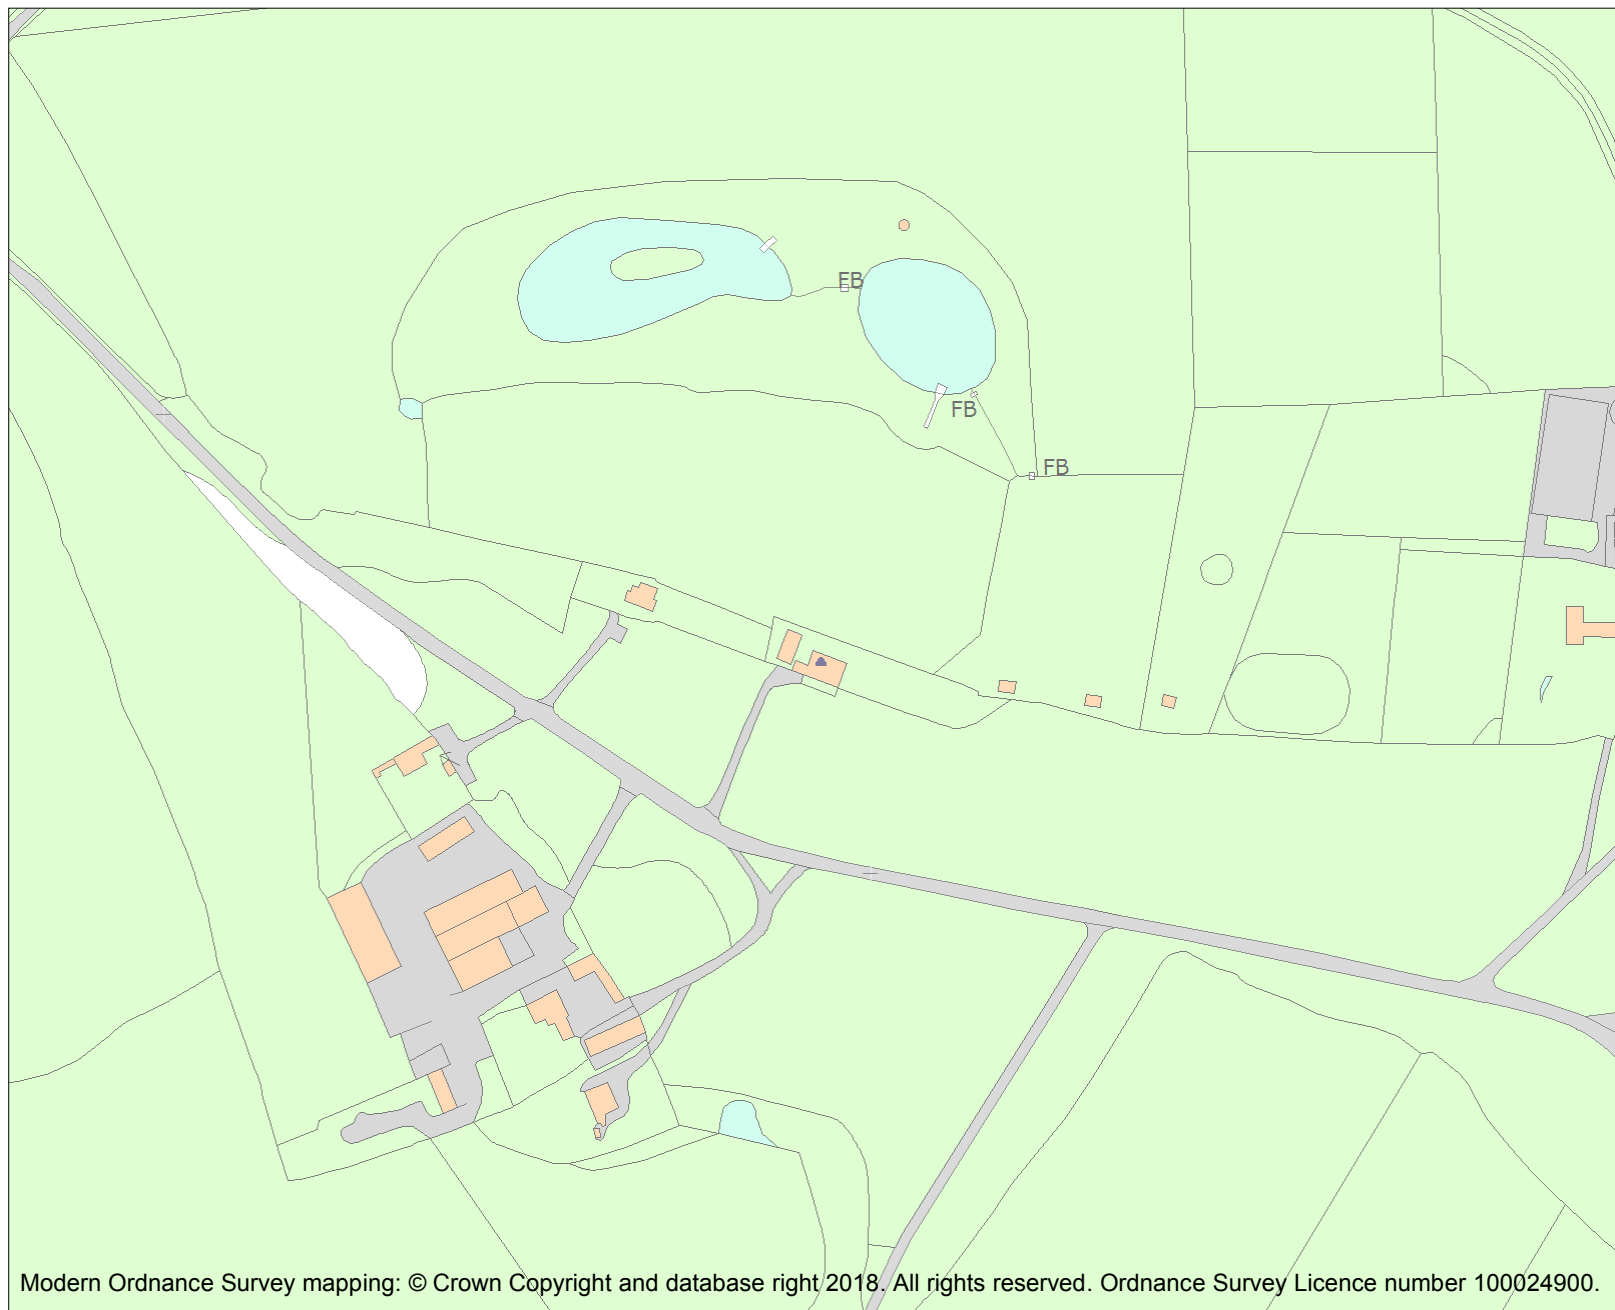 FB
FB
FB
Modern Ordnance Survey mapping: © Crown Copyright and database right 2018. All rights reserved. Ordnance Survey Licence number 100024900.